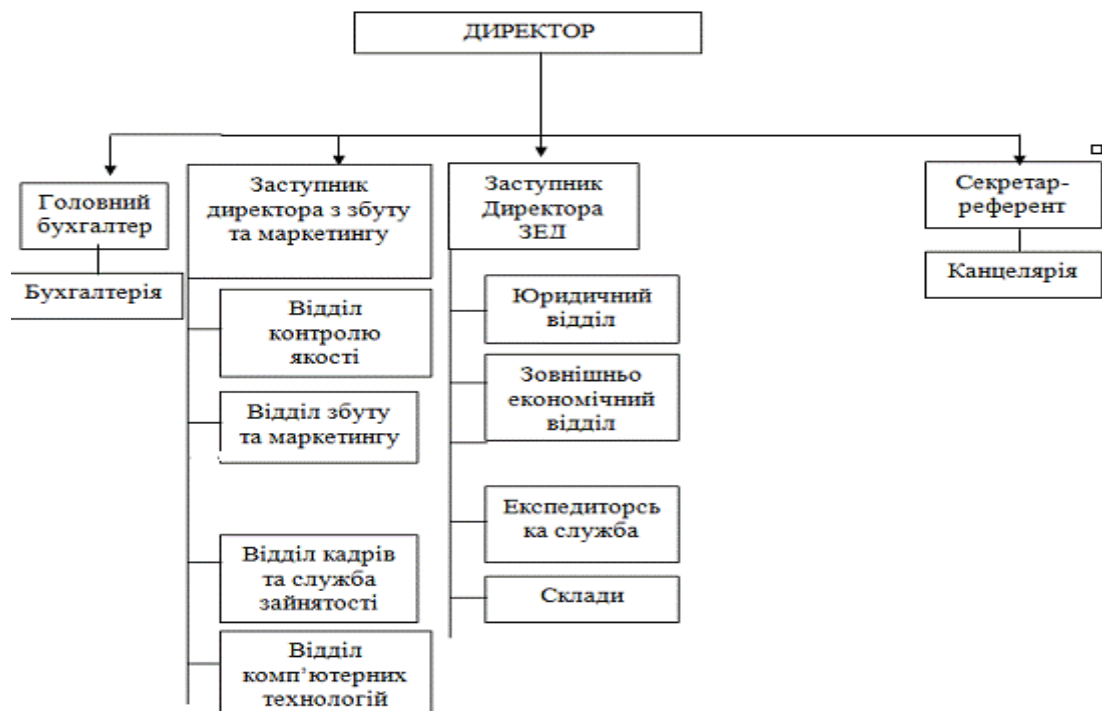 ДИРЕКТОР
Головний
бухгалтер
Бухгалтерія
Заступник
директора з збуту
та маркетингу
Відділ
контролю
якості
Відділ збуту
та маркетингу
Відділ кадрів
та служба
зайнятості
Відділ
комп’ютерних
технологій
Заступник
Директора
ЗЕД
Юридичний
відділ
Зовнішньо
економічний
відділ
Експедиторсь
ка служба
Склади
Секретар-
референт
Канцелярія